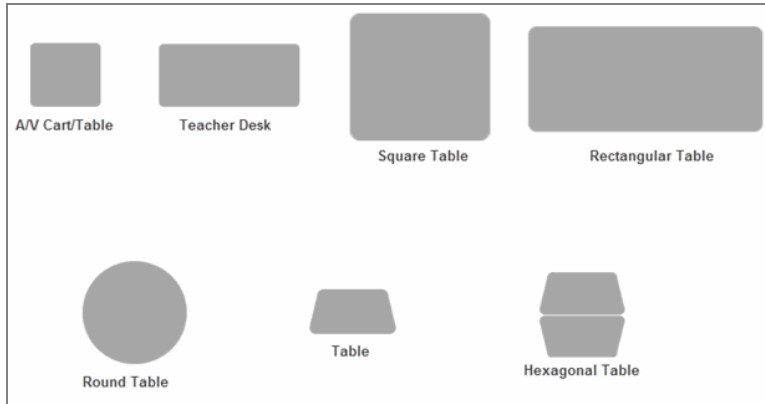 A/V Cart/Table
Teacher Desk
Square Table
Rectangular Table
Round Table
Table
Hexagonal Table